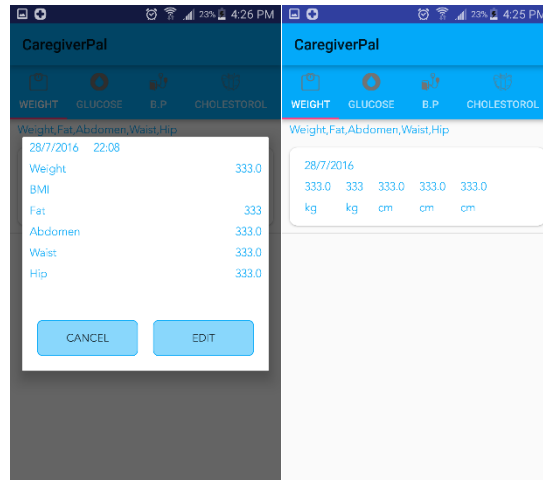 23% 4:26 PM
CaregiverPal
WEIGHT GLUCOSE B.P CHOLESTOROL
Weight,Fat,Abdomen,Waist,Hip
28/7/2016 22:08
Weight 333.0
BMI
Fat 333
Abdomen 333.0
Waist 333.0
Hip 333.0
CANCEL EDIT
23% 4:25 PM
CaregiverPal
WEIGHT GLUCOSE B.P CHOLESTOROL
Weight,Fat,Abdomen,Waist,Hip
28/7/2016
333.0 333 333.0 333.0 333.0
kg kg cm cm cm